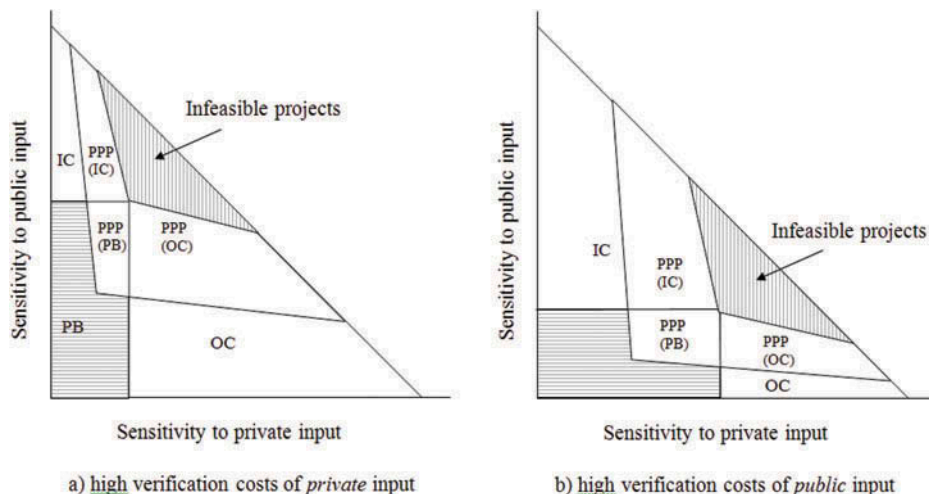 Sensitivity to public input
Infeasible projects
IC
PPP
(IC)
PPP
(PB)
PPP
(OC)
PB
OC
Sensitivity to private input
a) high verification costs of private input
Sensitivity to public input
Infeasible projects
IC
PPP
(IC)
PPP
(PB)
PPP
(OC)
OC
Sensitivity to private input
b) high verification costs of public input